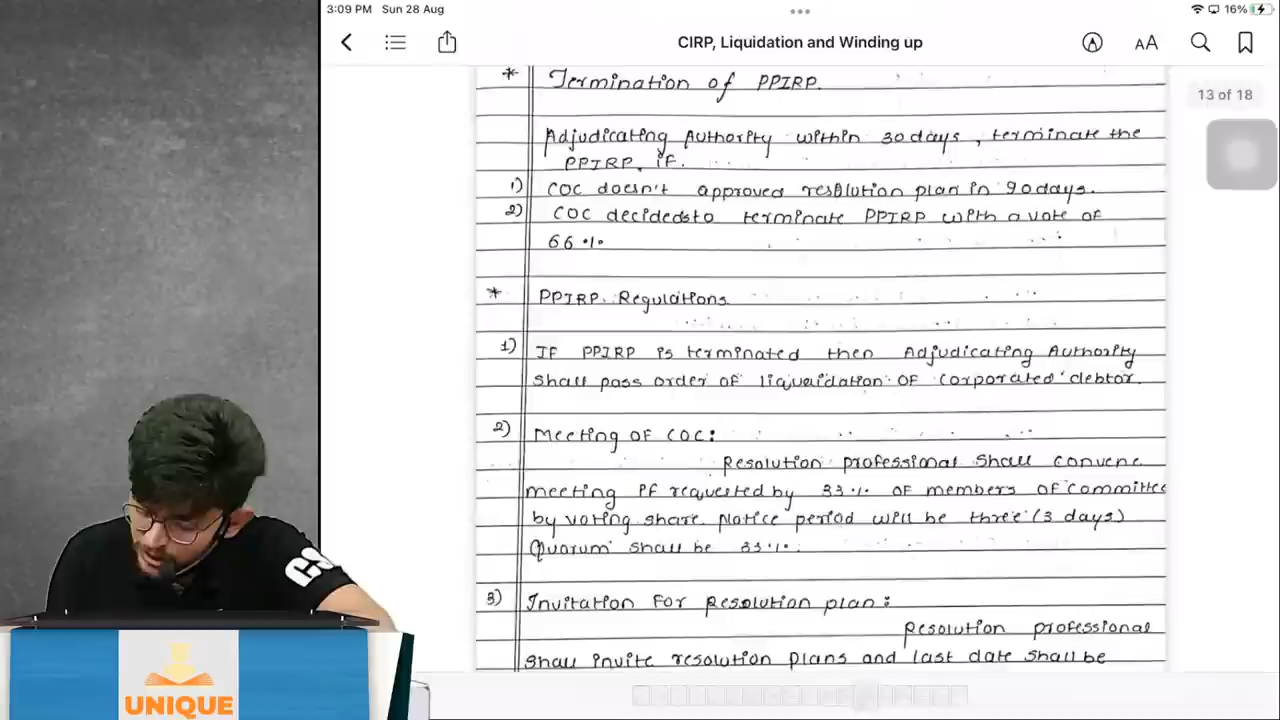 3:09 PM Sun 28 Aug
16%
CIRP, Liquidation and Winding up
AA
13 of 18
* Termination of PPIRP.
Adjudicating Authority within 30 days, terminate the
PPIRP, if.
1) COC doesn't approved resolution plan in 90 days.
2) COC decides to terminate PPIRP with a vote of
66 %
* PPIRP Regulations
1) IF PPIRP is terminated then Adjudicating Authority
shall pass order of liquaidation of corporated debtor.
2) Meeting of COC:
Resolution professional shall convene
meeting if requested by 33 % of members of committee
by voting share. Notice period will be three (3 days)
Quorum shall be 33 %.
3) Invitation for Resolution plan:
Resolution professional
shall invite resolution plans and last date shall be
CS
UNIQUE